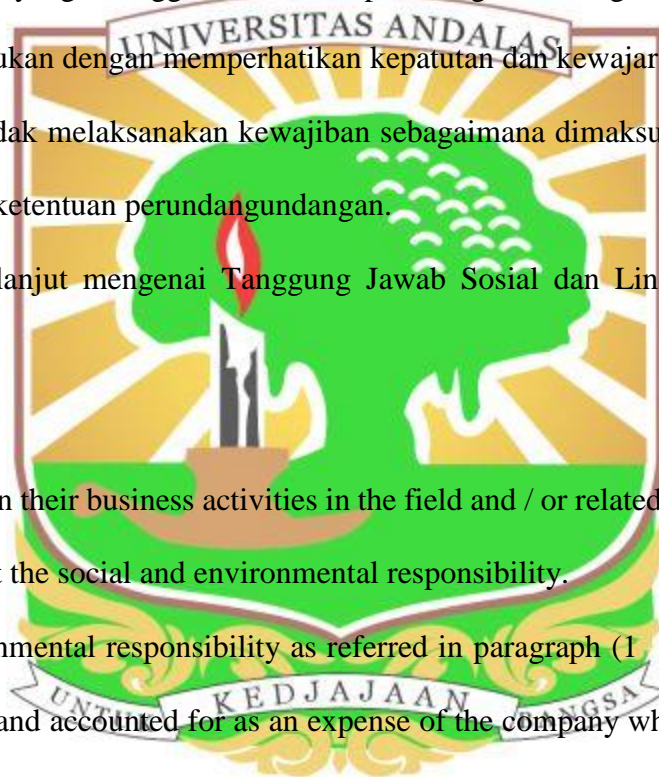 UNIVERSITAS ANDALAS
ukan dengan memperhatikan kepatutan dan kewajar
dak melaksanakan kewajiban sebagaimana dimaksu
ketentuan perundangundangan.
lanjut mengenai Tanggung Jawab Sosial dan Lin
n their business activities in the field and / or related
t the social and environmental responsibility.
nmental responsibility as referred in paragraph (1
UNTUK KEDJAJAAN BANGSA
and accounted for as an expense of the company wh